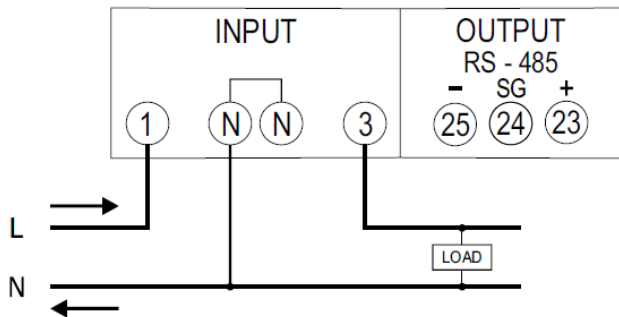 INPUT
OUTPUT
RS - 485
- SG +
1 N N 3 25 24 23
L
LOAD
N